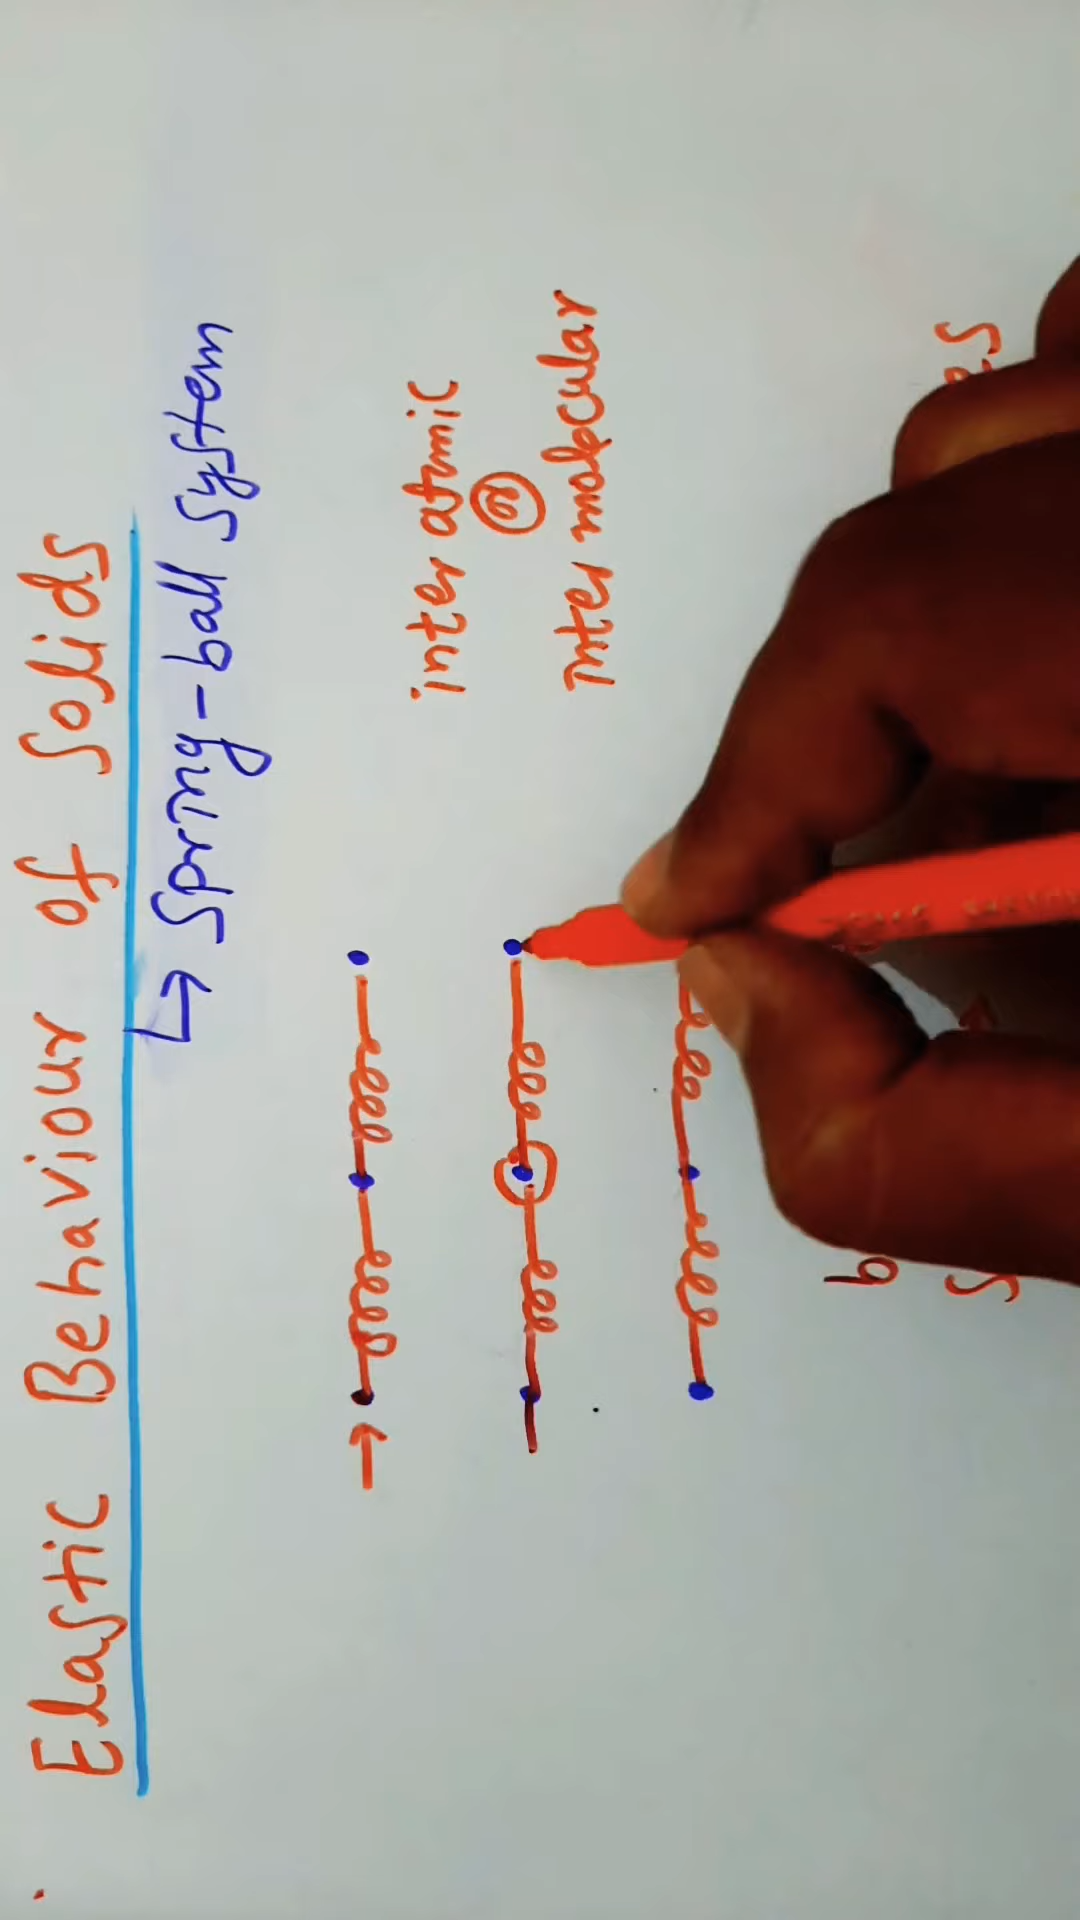 Elastic Behaviour of Solids
↳ Spring-ball System
inter atomic
or
Inter molecular